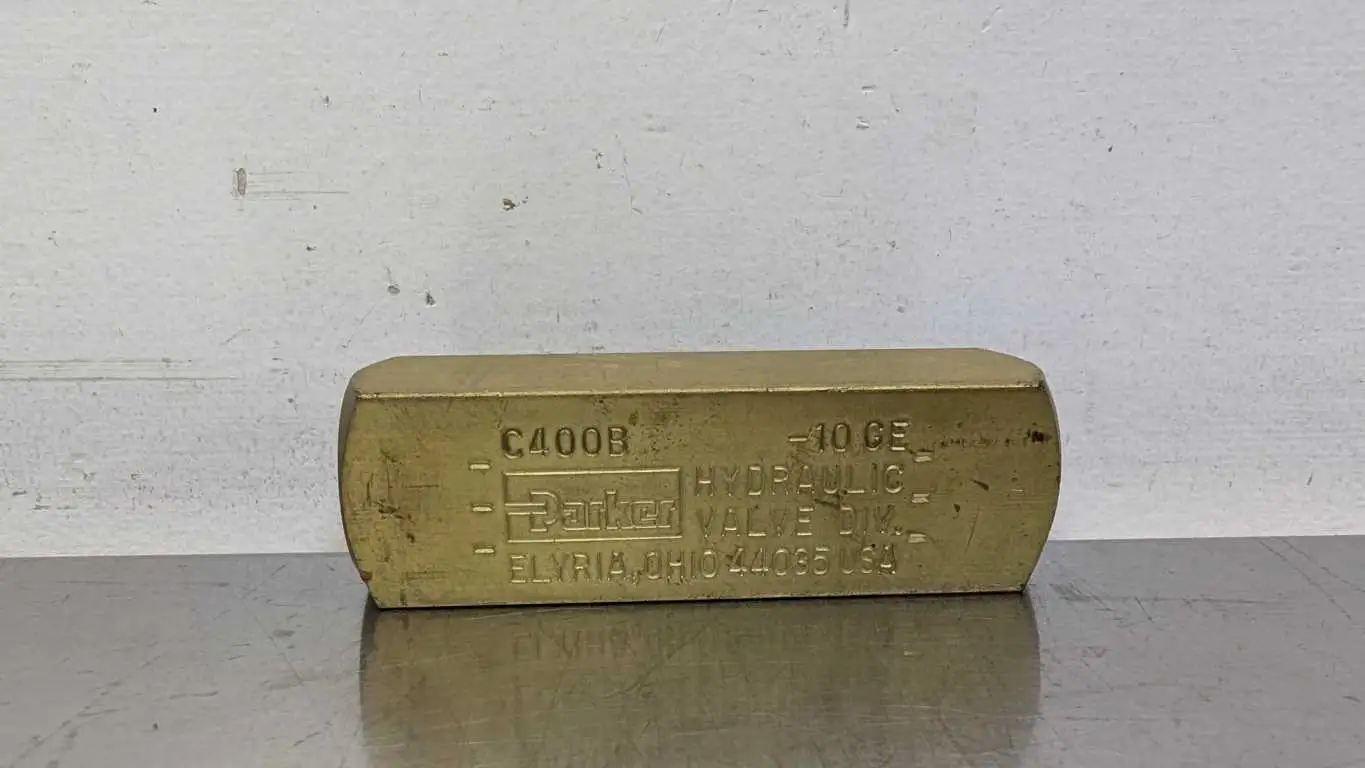 C400B -10 GE
Parker HYDRAULIC
VALVE DIV.
ELYRIA, OHIO 44035 USA